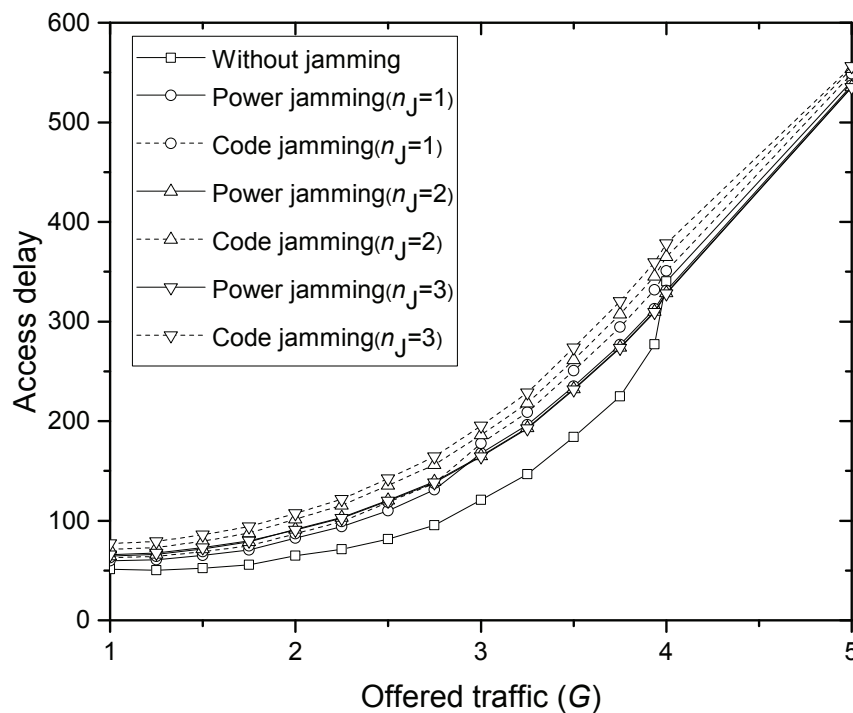 600
500
400
300
200
100
0
Access delay
Without jamming
Power jamming(nJ=1)
Code jamming(nJ=1)
Power jamming(nJ=2)
Code jamming(nJ=2)
Power jamming(nJ=3)
Code jamming(nJ=3)
1 2 3 4 5
Offered traffic (G)